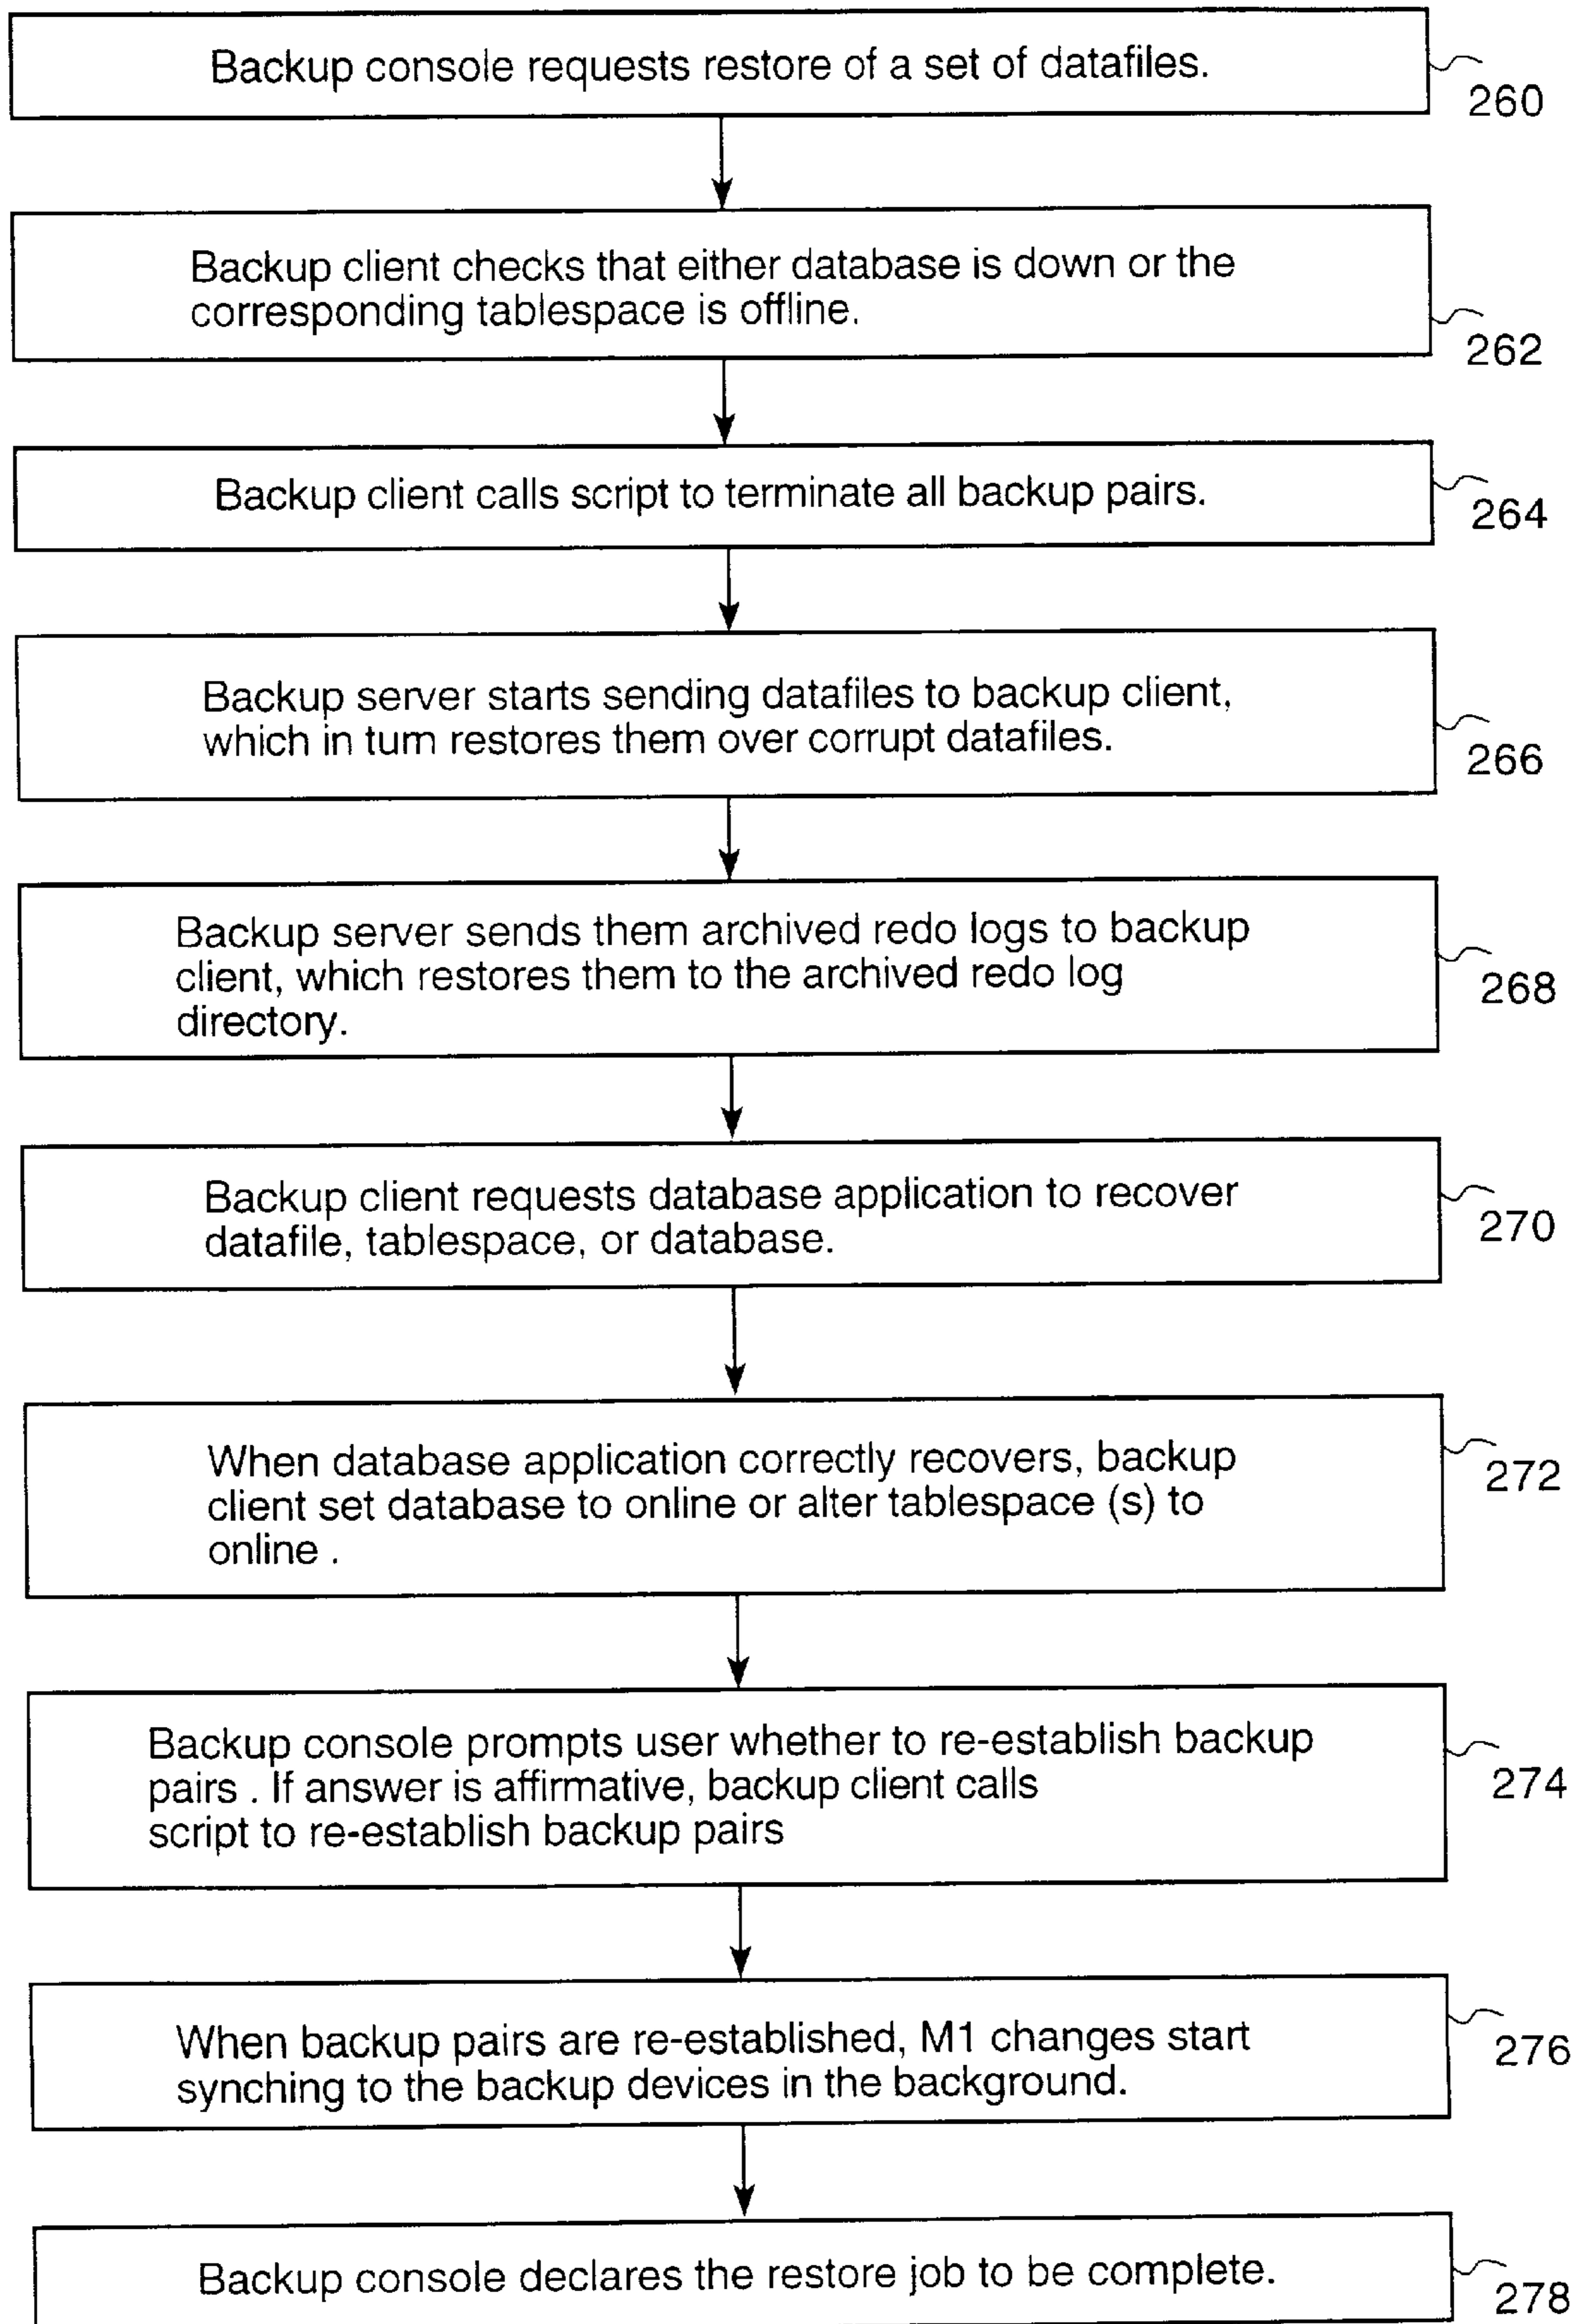 Backup console requests restore of a set of datafiles.
260
Backup client checks that either database is down or the
corresponding tablespace is offline.
262
Backup client calls script to terminate all backup pairs.
264
Backup server starts sending datafiles to backup client,
which in turn restores them over corrupt datafiles.
266
Backup server sends them archived redo logs to backup
client, which restores them to the archived redo log
directory.
268
Backup client requests database application to recover
datafile, tablespace, or database.
270
When database application correctly recovers, backup
client set database to online or alter tablespace (s) to
online .
272
Backup console prompts user whether to re-establish backup
pairs . If answer is affirmative, backup client calls
script to re-establish backup pairs
274
When backup pairs are re-established, M1 changes start
synching to the backup devices in the background.
276
Backup console declares the restore job to be complete.
278